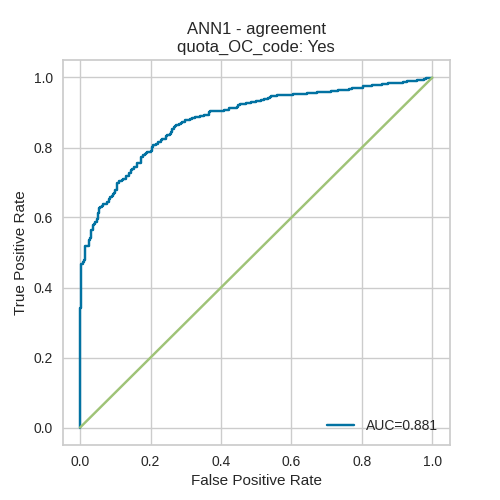 ANN1 - agreement
quota_OC_code: Yes
1.0
0.8
0.6
0.4
0.2
0.0
True Positive Rate
AUC=0.881
0.0 0.2 0.4 0.6 0.8 1.0
False Positive Rate